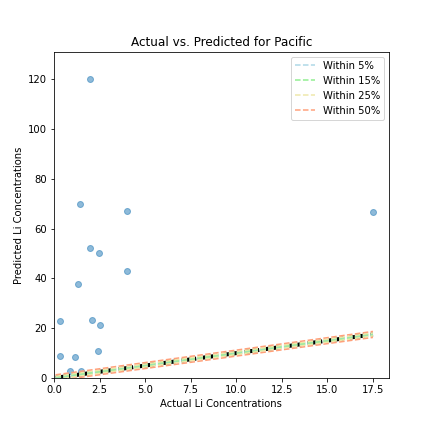 Actual vs. Predicted for Pacific
Within 5%
Within 15%
Within 25%
Within 50%
Predicted Li Concentrations
120
100
80
60
40
20
0
0.0 2.5 5.0 7.5 10.0 12.5 15.0 17.5
Actual Li Concentrations